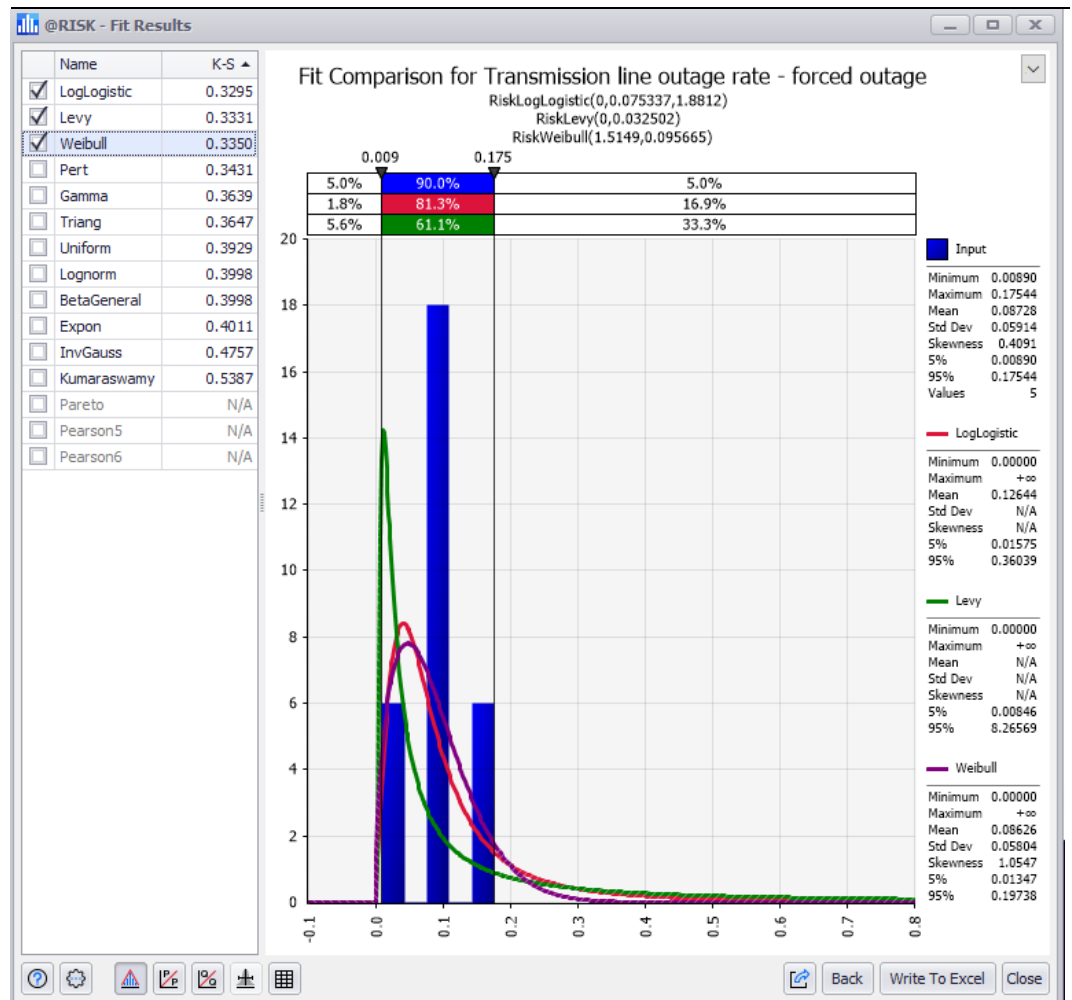 @RISK - Fit Results
Name K-S
LogLogistic 0.3295
Levy 0.3331
Weibull 0.3350
Pert 0.3431
Gamma 0.3639
Triang 0.3647
Uniform 0.3929
Lognorm 0.3998
BetaGeneral 0.3998
Expon 0.4011
InvGauss 0.4757
Kumaraswamy 0.5387
Pareto N/A
Pearson5 N/A
Pearson6 N/A
Fit Comparison for Transmission line outage rate - forced outage
RiskLogLogistic(0,0.075337,1.8812)
RiskLevy(0,0.032502)
RiskWeibull(1.5149,0.095665)
0.009 0.175
5.0% 90.0% 5.0%
1.8% 81.3% 16.9%
5.6% 61.1% 33.3%
20
18
16
14
12
10
8
6
4
2
0
-0.1 0.0 0.1 0.2 0.3 0.4 0.5 0.6 0.7 0.8
Input
Minimum 0.00890
Maximum 0.17544
Mean 0.08728
Std Dev 0.05914
Skewness 0.4091
5% 0.00890
95% 0.17544
Values 5
LogLogistic
Minimum 0.00000
Maximum +∞
Mean 0.12644
Std Dev N/A
Skewness N/A
5% 0.01575
95% 0.36039
Levy
Minimum 0.00000
Maximum +∞
Mean N/A
Std Dev N/A
Skewness N/A
5% 0.00846
95% 8.26569
Weibull
Minimum 0.00000
Maximum +∞
Mean 0.08626
Std Dev 0.05804
Skewness 1.0547
5% 0.01347
95% 0.19738
? P P Q Q Back Write To Excel Close